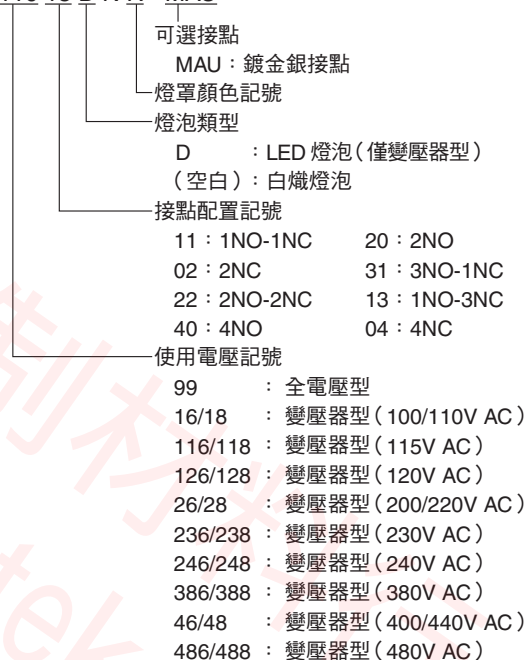 可選接點
MAU：鍍金銀接點
燈罩顏色記號
燈泡類型
D ：LED 燈泡（僅變壓器型）
（空白）：白熾燈泡
接點配置記號
11：1NO-1NC 20：2NO
02：2NC 31：3NO-1NC
22：2NO-2NC 13：1NO-3NC
40：4NO 04：4NC
使用電壓記號
99 ：全電壓型
16/18 ：變壓器型（100/110V AC）
116/118 ：變壓器型（115V AC）
126/128 ：變壓器型（120V AC）
26/28 ：變壓器型（200/220V AC）
236/238 ：變壓器型（230V AC）
246/248 ：變壓器型（240V AC）
386/388 ：變壓器型（380V AC）
46/48 ：變壓器型（400/440V AC）
486/488 ：變壓器型（480V AC）